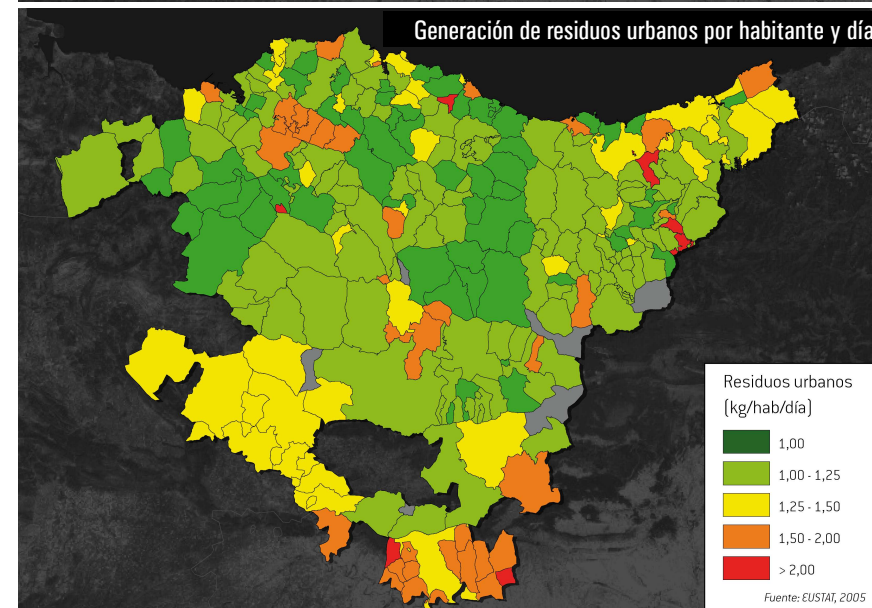 Generación de residuos urbanos por habitante y día
Residuos urbanos
(kg/hab/día)
1,00
1,00 - 1,25
1,25 - 1,50
1,50 - 2,00
> 2,00
Fuente: EUSTAT, 2005